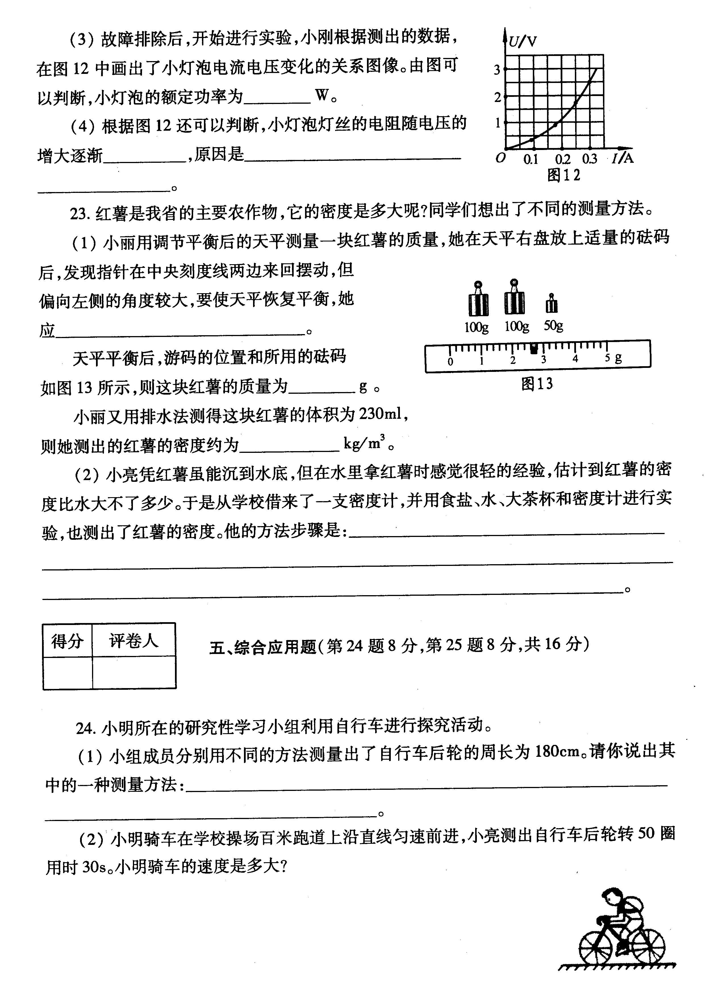 (3) 故障排除后,开始进行实验,小刚根据测出的数据,
在图 12 中画出了小灯泡电流电压变化的关系图像。由图可
以判断,小灯泡的额定功率为________ W。
(4) 根据图 12 还可以判断,小灯泡灯丝的电阻随电压的
增大逐渐__________,原因是__________________________
________________。
U/V
3
2
1
O 0.1 0.2 0.3 I/A
图12
23. 红薯是我省的主要农作物,它的密度是多大呢?同学们想出了不同的测量方法。
(1) 小丽用调节平衡后的天平测量一块红薯的质量,她在天平右盘放上适量的砝码
后,发现指针在中央刻度线两边来回摆动,但
偏向左侧的角度较大,要使天平恢复平衡,她
应______________________________。
天平平衡后,游码的位置和所用的砝码
如图 13 所示,则这块红薯的质量为________ g 。
100g 100g 50g
0 1 2 3 4 5 g
图13
小丽又用排水法测得这块红薯的体积为 230ml,
则她测出的红薯的密度约为____________ kg/m³。
(2) 小亮凭红薯虽能沉到水底,但在水里拿红薯时感觉很轻的经验,估计到红薯的密
度比水大不了多少。于是从学校借来了一支密度计,并用食盐、水、大茶杯和密度计进行实
验,也测出了红薯的密度。他的方法步骤是:______________________________________
____________________________________________________________________________
______________________________________________________________________。
得分 评卷人
五、综合应用题(第 24 题 8 分,第 25 题 8 分,共 16 分)
24. 小明所在的研究性学习小组利用自行车进行探究活动。
(1) 小组成员分别用不同的方法测量出了自行车后轮的周长为 180cm。请你说出其
中的一种测量方法:__________________________________________________________
________________________________________。
(2) 小明骑车在学校操场百米跑道上沿直线匀速前进,小亮测出自行车后轮转 50 圈
用时 30s。小明骑车的速度是多大?